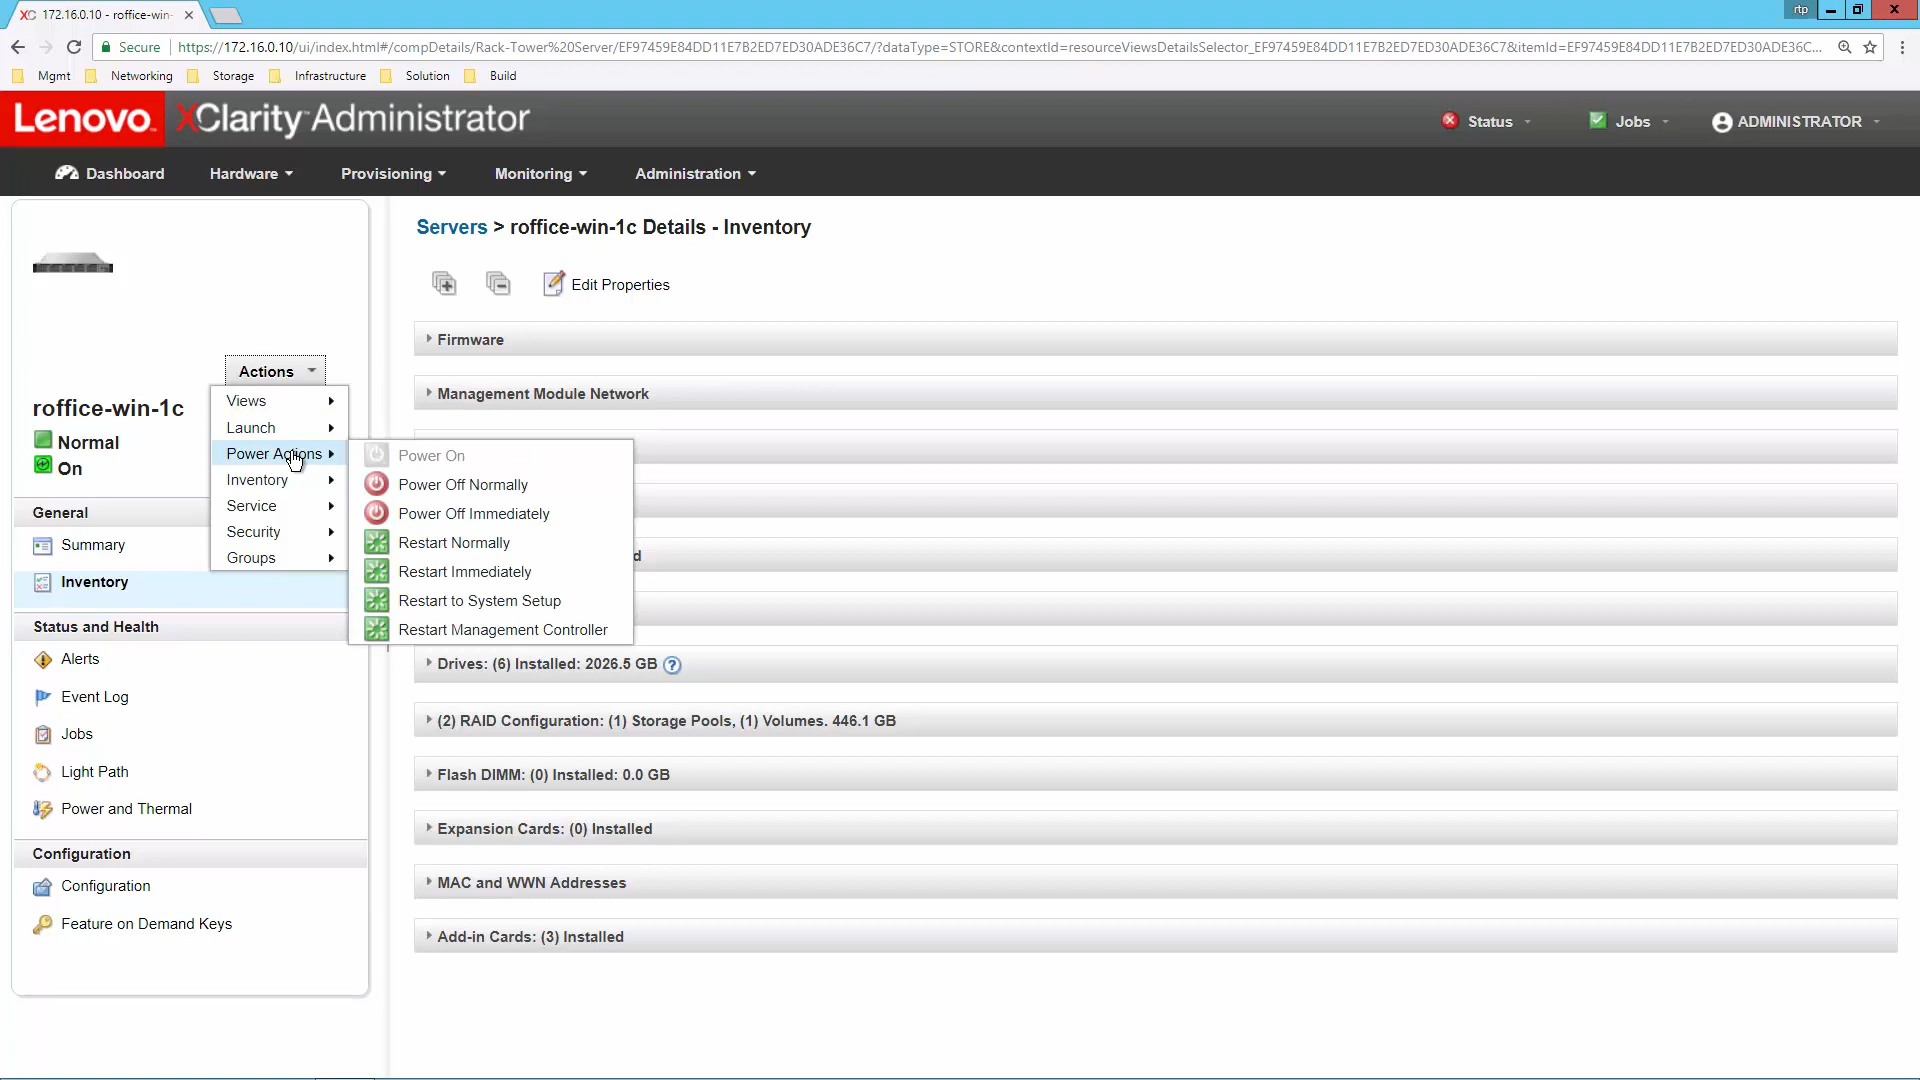 XC 172.16.0.10 - roffice-win-
rtp
Secure https://172.16.0.10/ui/index.html#/compDetails/Rack-Tower%20Server/EF97459E84DD11E7B2ED7ED30ADE36C7/?dataType=STORE&contextId=resourceViewsDetailsSelector_EF97459E84DD11E7B2ED7ED30ADE36C7&itemId=EF97459E84DD11E7B2ED7ED30ADE36C...
Mgmt Networking Storage Infrastructure Solution Build
Lenovo XClarity Administrator
Status Jobs ADMINISTRATOR
Dashboard Hardware Provisioning Monitoring Administration
Servers > roffice-win-1c Details - Inventory
Edit Properties
Actions
Views
Launch
Power Actions
Inventory
Service
Security
Groups
Power On
Power Off Normally
Power Off Immediately
Restart Normally
Restart Immediately
Restart to System Setup
Restart Management Controller
roffice-win-1c
Normal
On
General
Summary
Inventory
Status and Health
Alerts
Event Log
Jobs
Light Path
Power and Thermal
Configuration
Configuration
Feature on Demand Keys
Firmware
Management Module Network
d
Drives: (6) Installed: 2026.5 GB ?
(2) RAID Configuration: (1) Storage Pools, (1) Volumes. 446.1 GB
Flash DIMM: (0) Installed: 0.0 GB
Expansion Cards: (0) Installed
MAC and WWN Addresses
Add-in Cards: (3) Installed